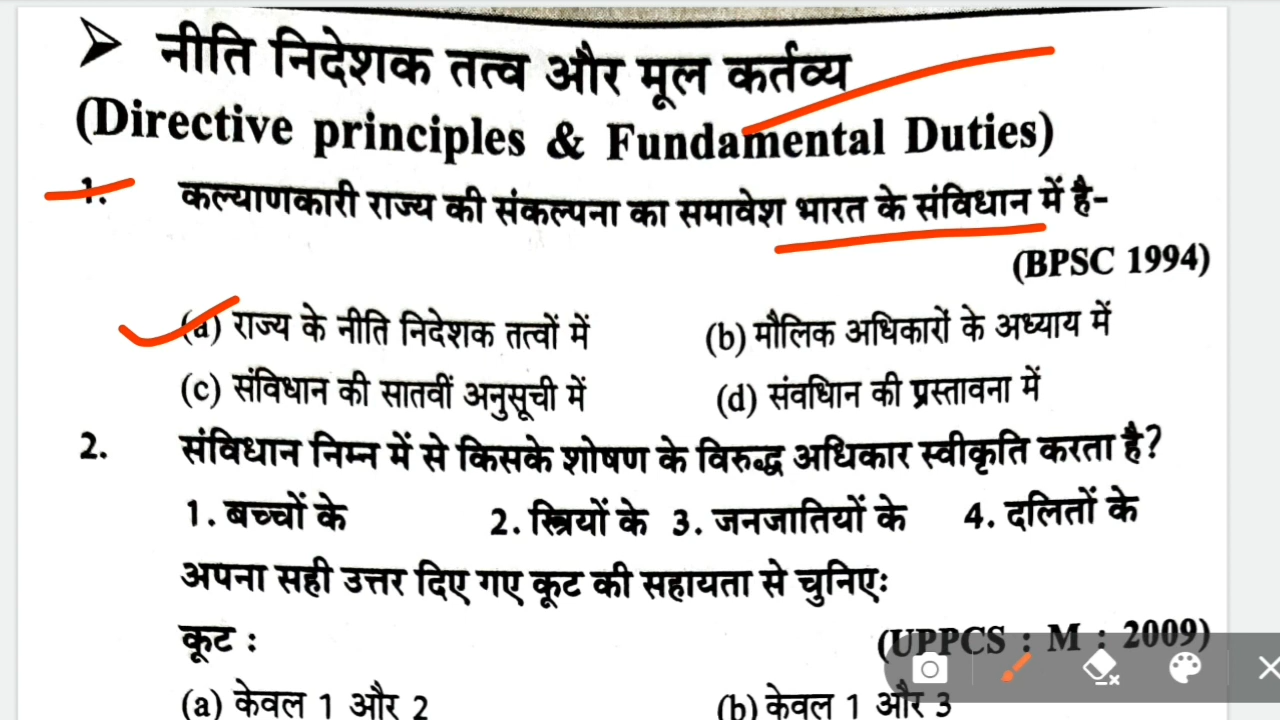 ➢ नीति निदेशक तत्व और मूल कर्तव्य
(Directive principles & Fundamental Duties)
1. कल्याणकारी राज्य की संकल्पना का समावेश भारत के संविधान में है-
(BPSC 1994)
(a) राज्य के नीति निदेशक तत्वों में (b) मौलिक अधिकारों के अध्याय में
(c) संविधान की सातवीं अनुसूची में (d) संवधिान की प्रस्तावना में
2. संविधान निम्न में से किसके शोषण के विरुद्ध अधिकार स्वीकृति करता है?
1. बच्चों के 2. स्त्रियों के 3. जनजातियों के 4. दलितों के
अपना सही उत्तर दिए गए कूट की सहायता से चुनिएः
कूट : (UPPCS : M : 2009)
(a) केवल 1 और 2 (b) केवल 1 और 3